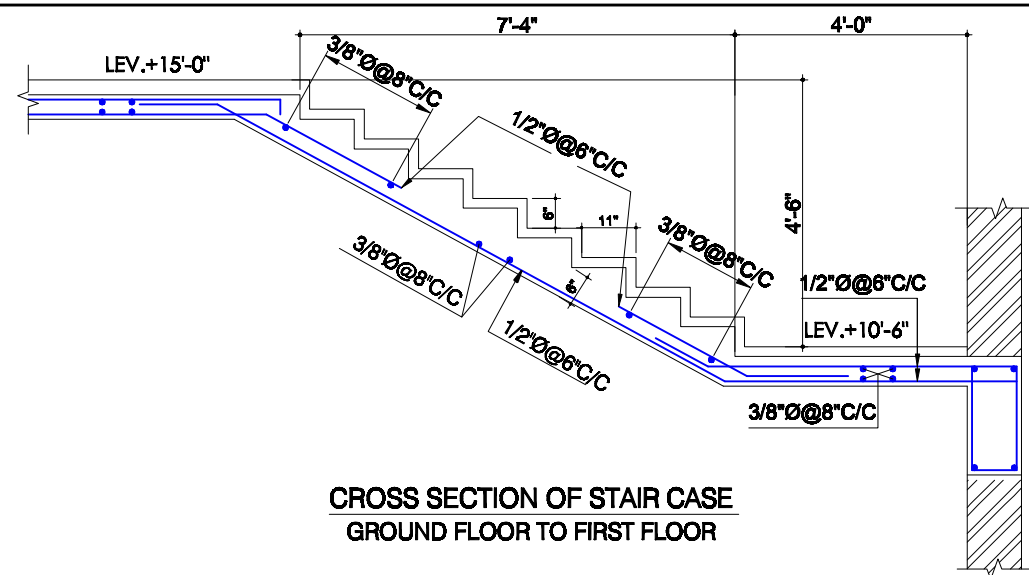 7'-4"
4'-0"
LEV.+15'-0"
3/8"Ø@8"C/C
1/2"Ø@6"C/C
6"
11"
4'-6"
3/8"Ø@8"C/C
3/8"Ø@8"C/C
6"
1/2"Ø@6"C/C
1/2"Ø@6"C/C
LEV.+10'-6"
3/8"Ø@8"C/C
CROSS SECTION OF STAIR CASE
GROUND FLOOR TO FIRST FLOOR